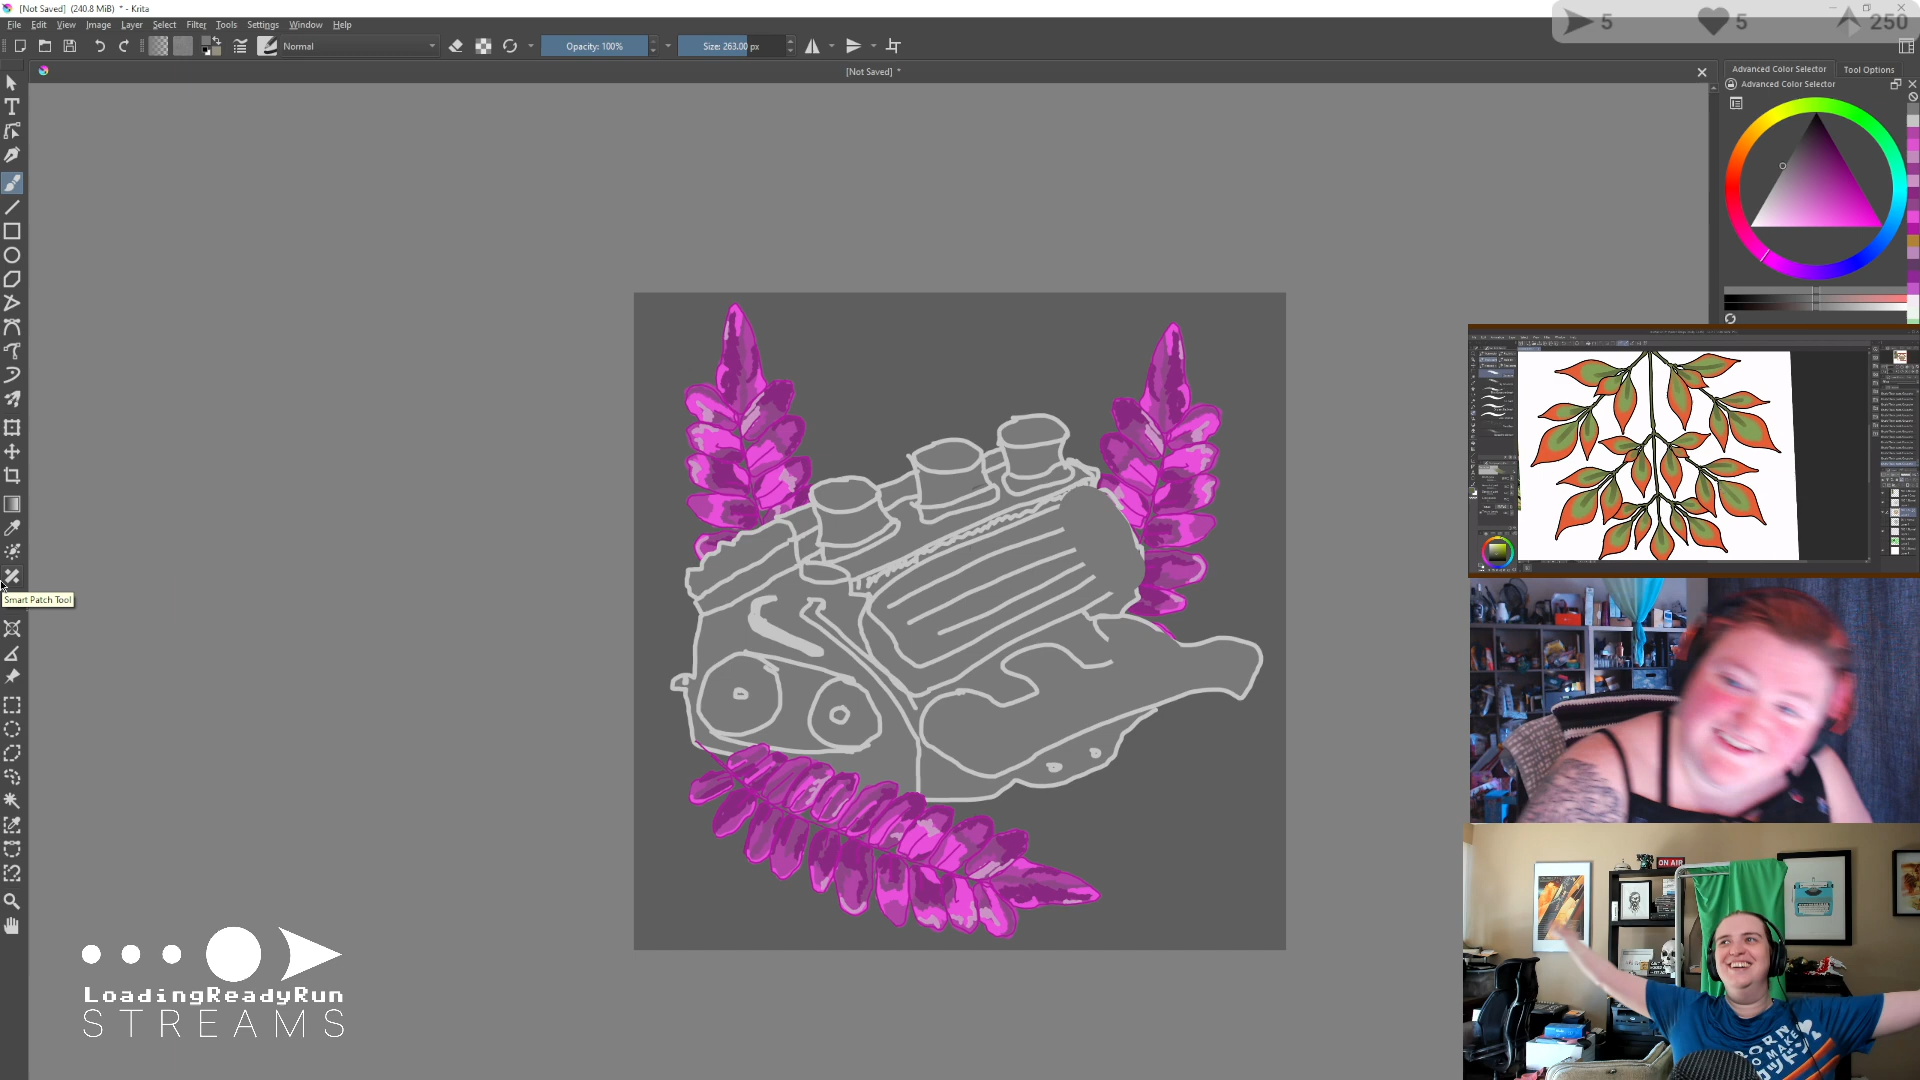 [Not Saved] (240.8 MiB) * - Krita
File Edit View Image Layer Select Filter Tools Settings Window Help
Normal
Opacity: 100%
Size: 263.00 px
5
5
250
[Not Saved] *
Advanced Color Selector
Tool Options
Advanced Color Selector
Smart Patch Tool
ON AIR
LoadingReadyRun
STREAMS